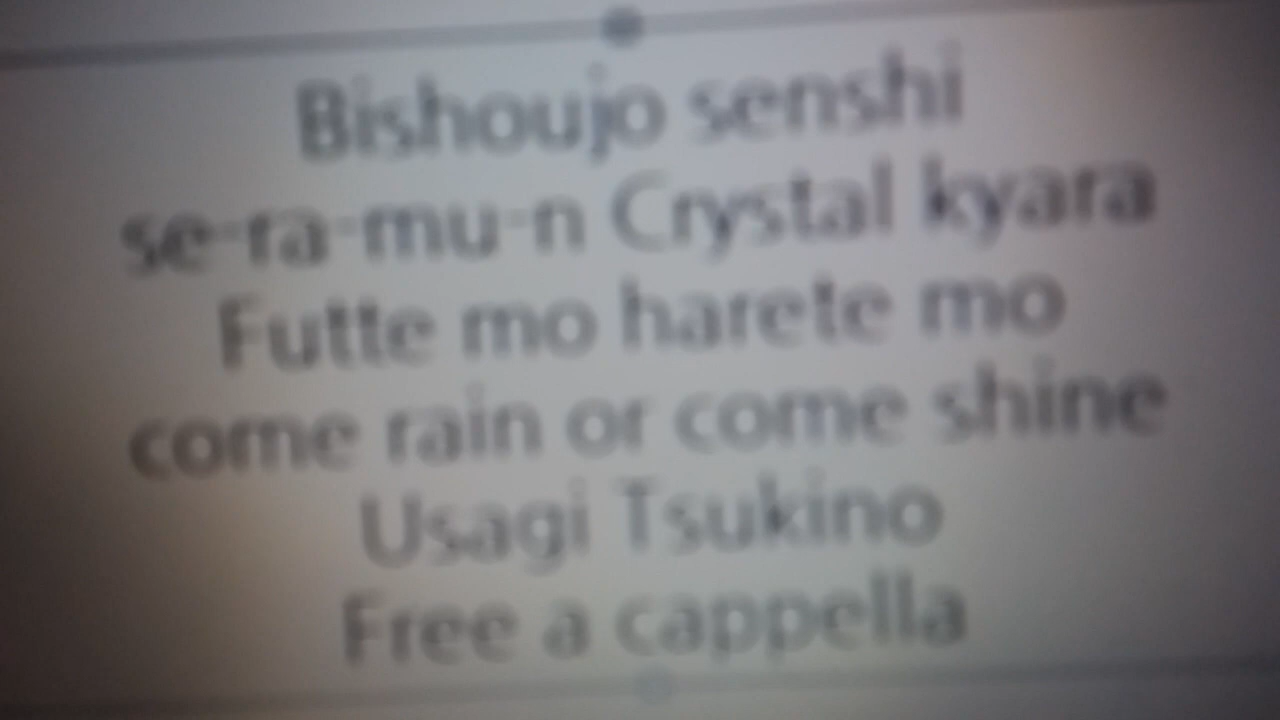 Bishoujo senshi
se-ra-mu-n Crystal kyara
Futte mo harete mo
come rain or come shine
Usagi Tsukino
Free a cappella